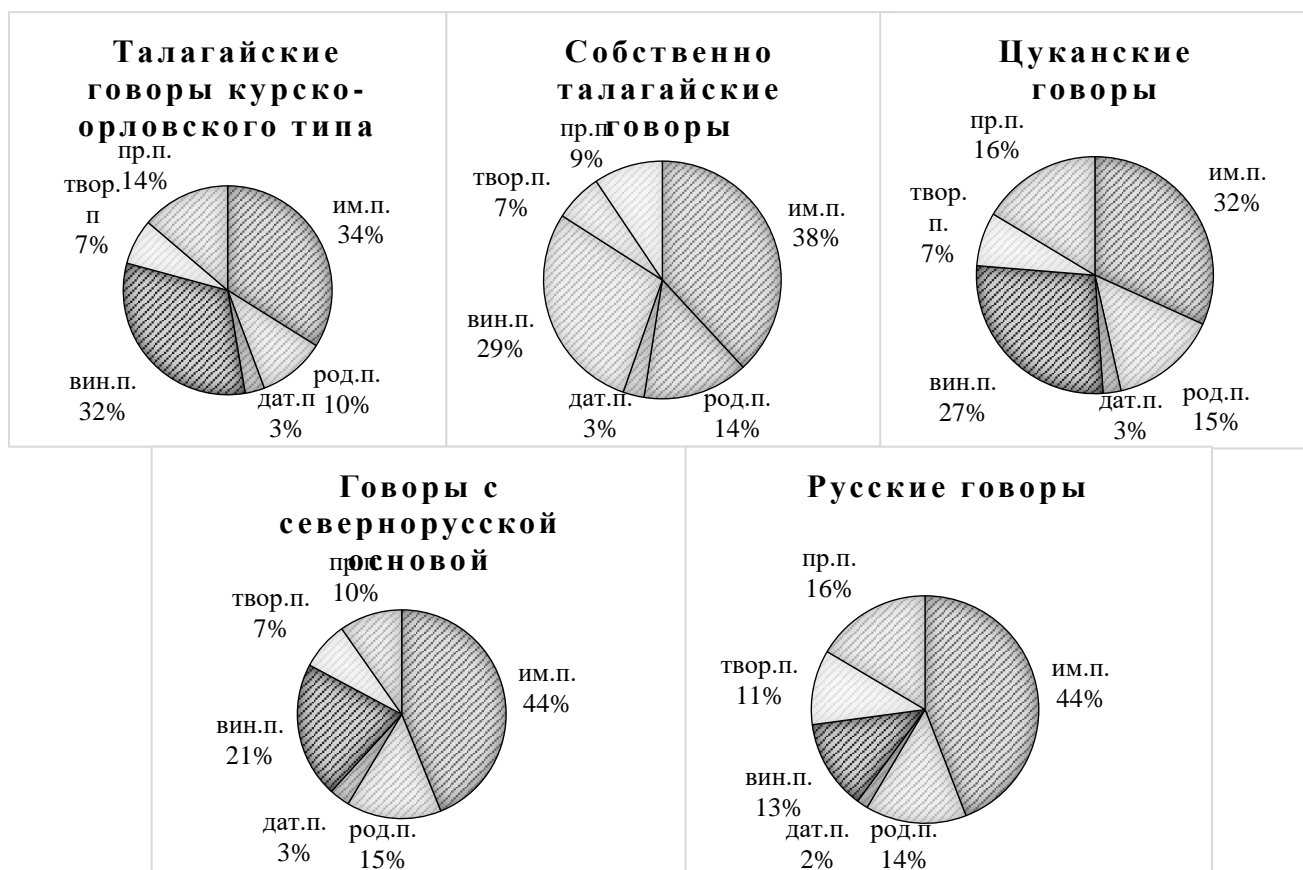 Талагайские
говоры курско-
орловского типа
пр.п.
14%
твор.
п
7%
им.п.
34%
вин.п.
32%
дат.п
3%
род.п.
10%
Собственно
талагайские
говоры
пр.п.
9%
твор.п.
7%
им.п.
38%
вин.п.
29%
дат.п.
3%
род.п.
14%
Цуканские
говоры
пр.п.
16%
твор.
п.
7%
им.п.
32%
вин.п.
27%
дат.п.
3%
род.п.
15%
Говоры с
севернорусской
основой
пр.п.
10%
твор.п.
7%
им.п.
44%
вин.п.
21%
дат.п.
3%
род.п.
15%
Русские говоры
пр.п.
16%
твор.п.
11%
им.п.
44%
вин.п.
13%
дат.п.
2%
род.п.
14%